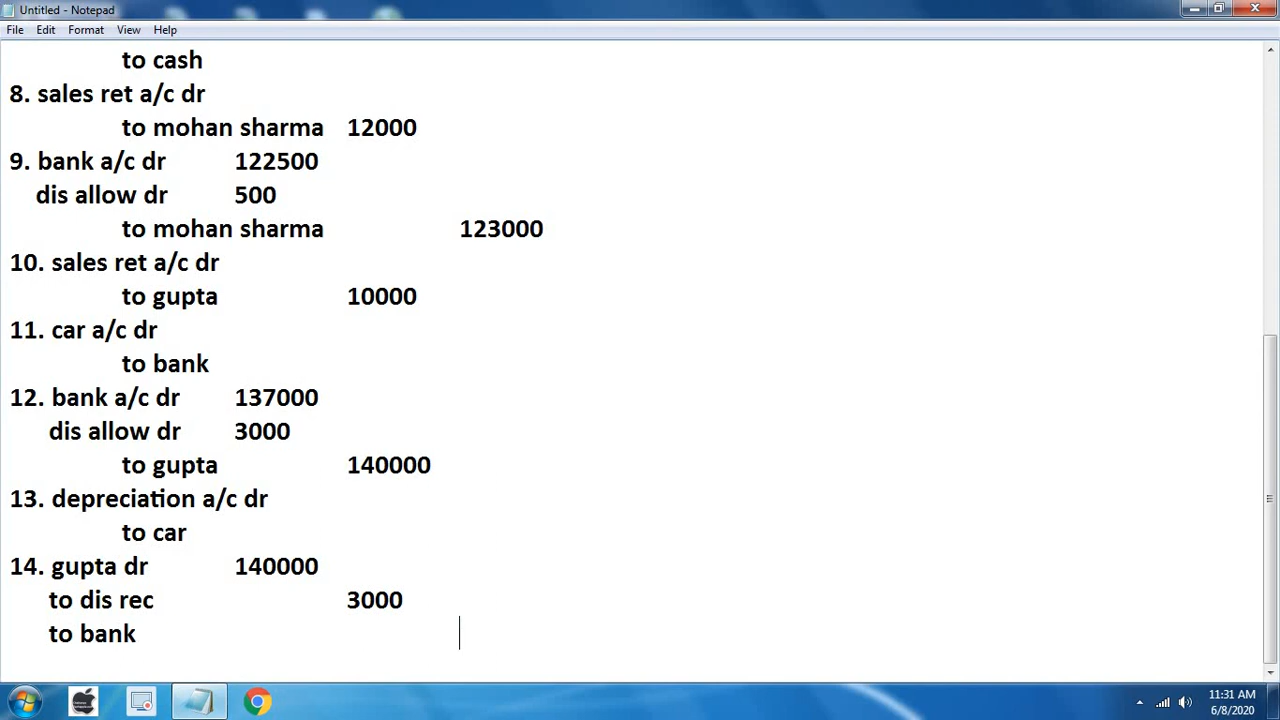 Untitled - Notepad
File Edit Format View Help
to cash
8. sales ret a/c dr
to mohan sharma 12000
9. bank a/c dr 122500
dis allow dr 500
to mohan sharma 123000
10. sales ret a/c dr
to gupta 10000
11. car a/c dr
to bank
12. bank a/c dr 137000
dis allow dr 3000
to gupta 140000
13. depreciation a/c dr
to car
14. gupta dr 140000
to dis rec 3000
to bank
11:31 AM
6/8/2020